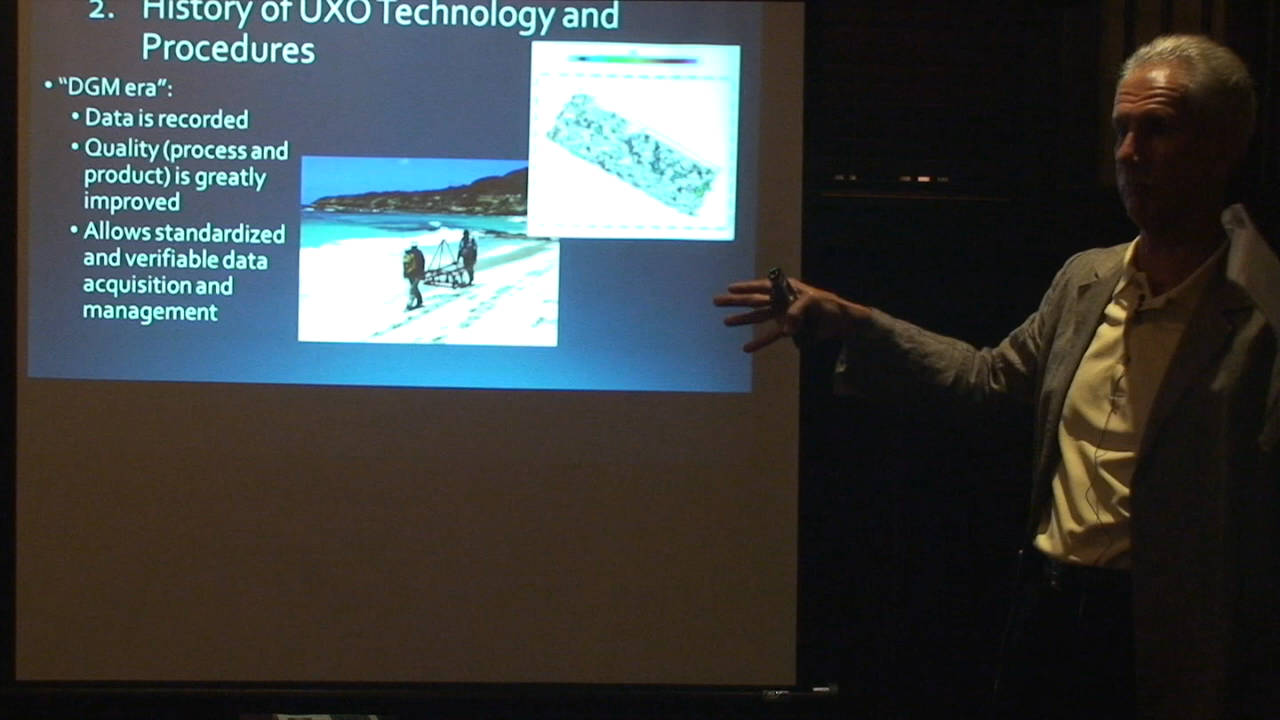 2. History of UXO Technology and
Procedures
• “DGM era”:
• Data is recorded
• Quality (process and
product) is greatly
improved
• Allows standardized
and verifiable data
acquisition and
management